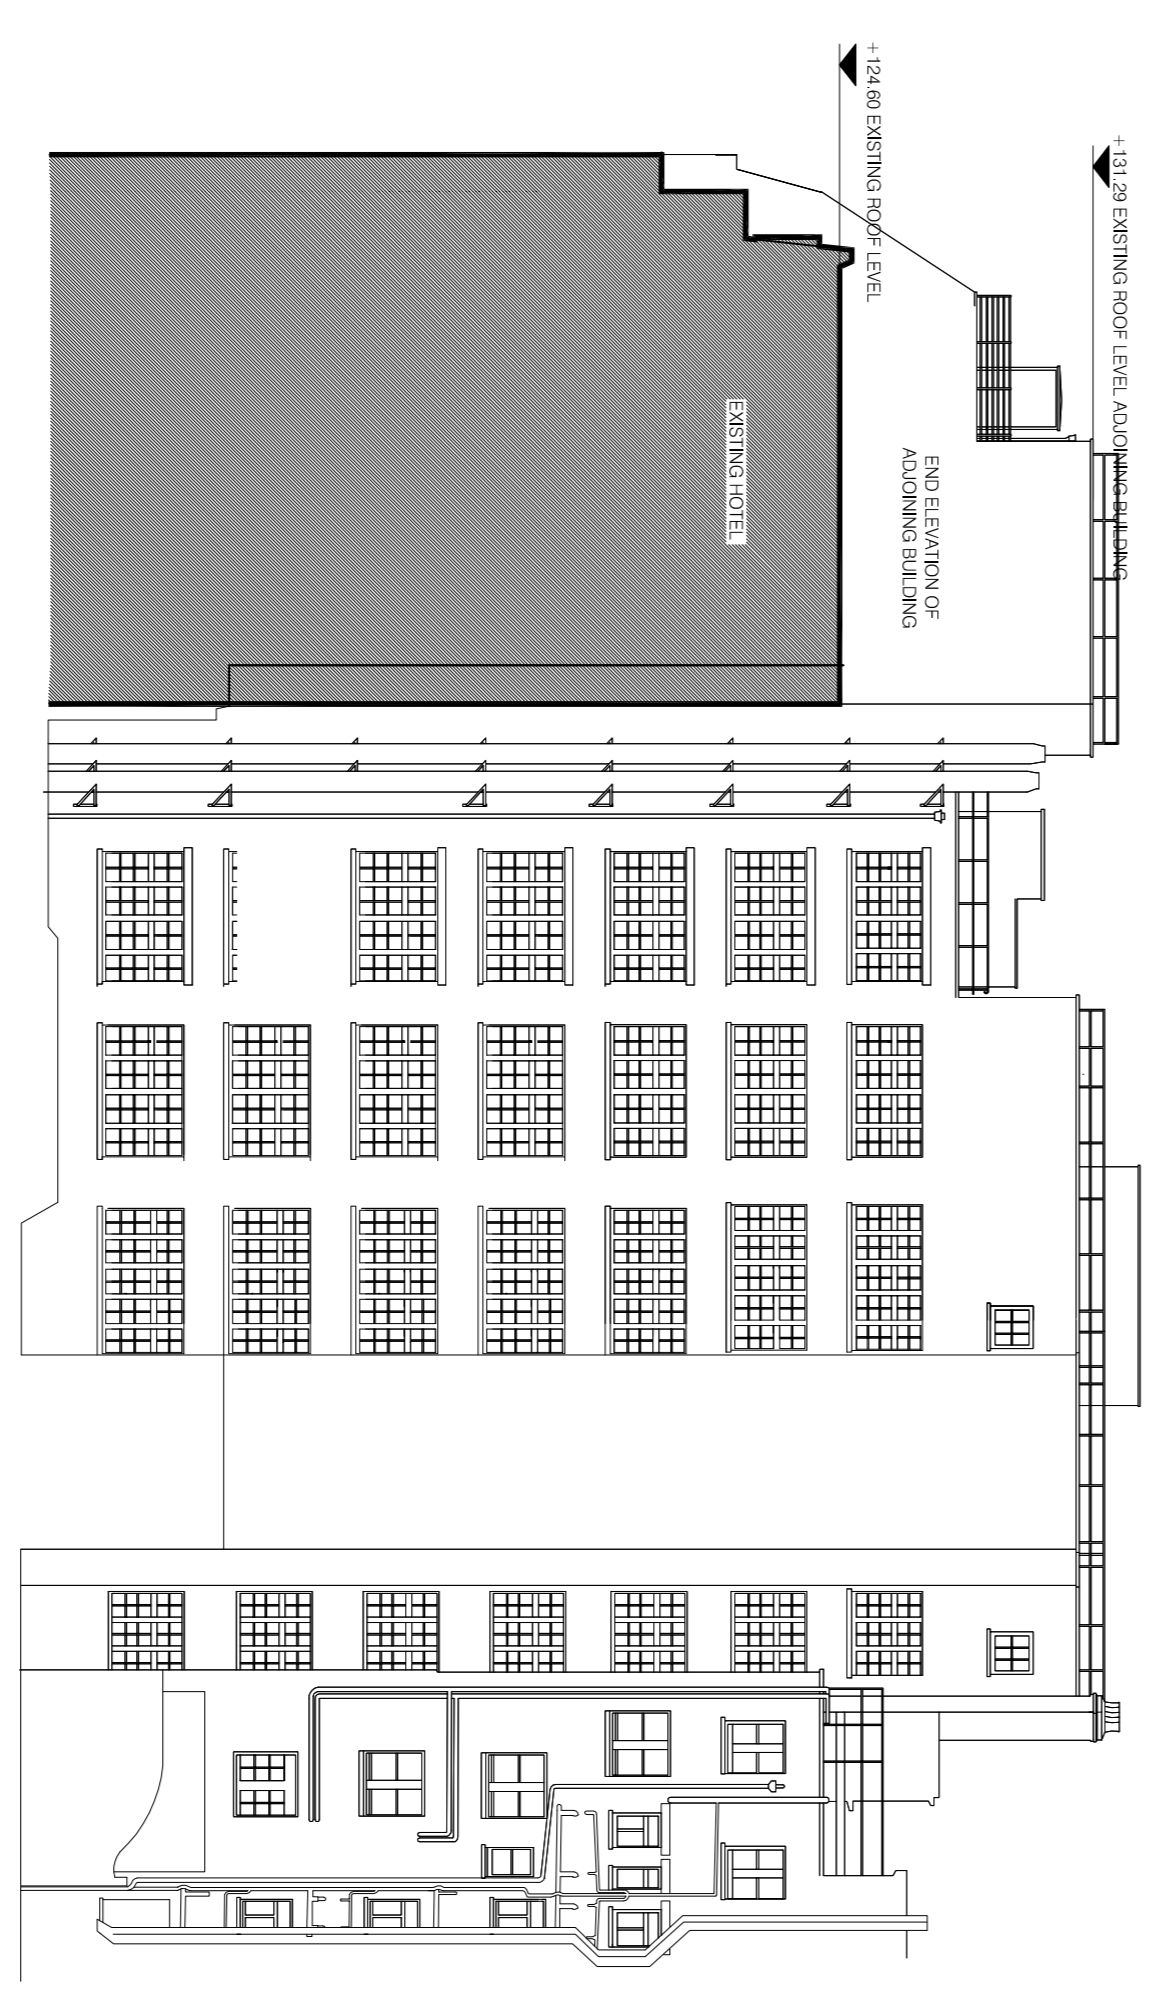 +131.29 EXISTING ROOF LEVEL ADJOINING BUILDING
+124.60 EXISTING ROOF LEVEL
END ELEVATION OF
ADJOINING BUILDING
EXISTING HOTEL